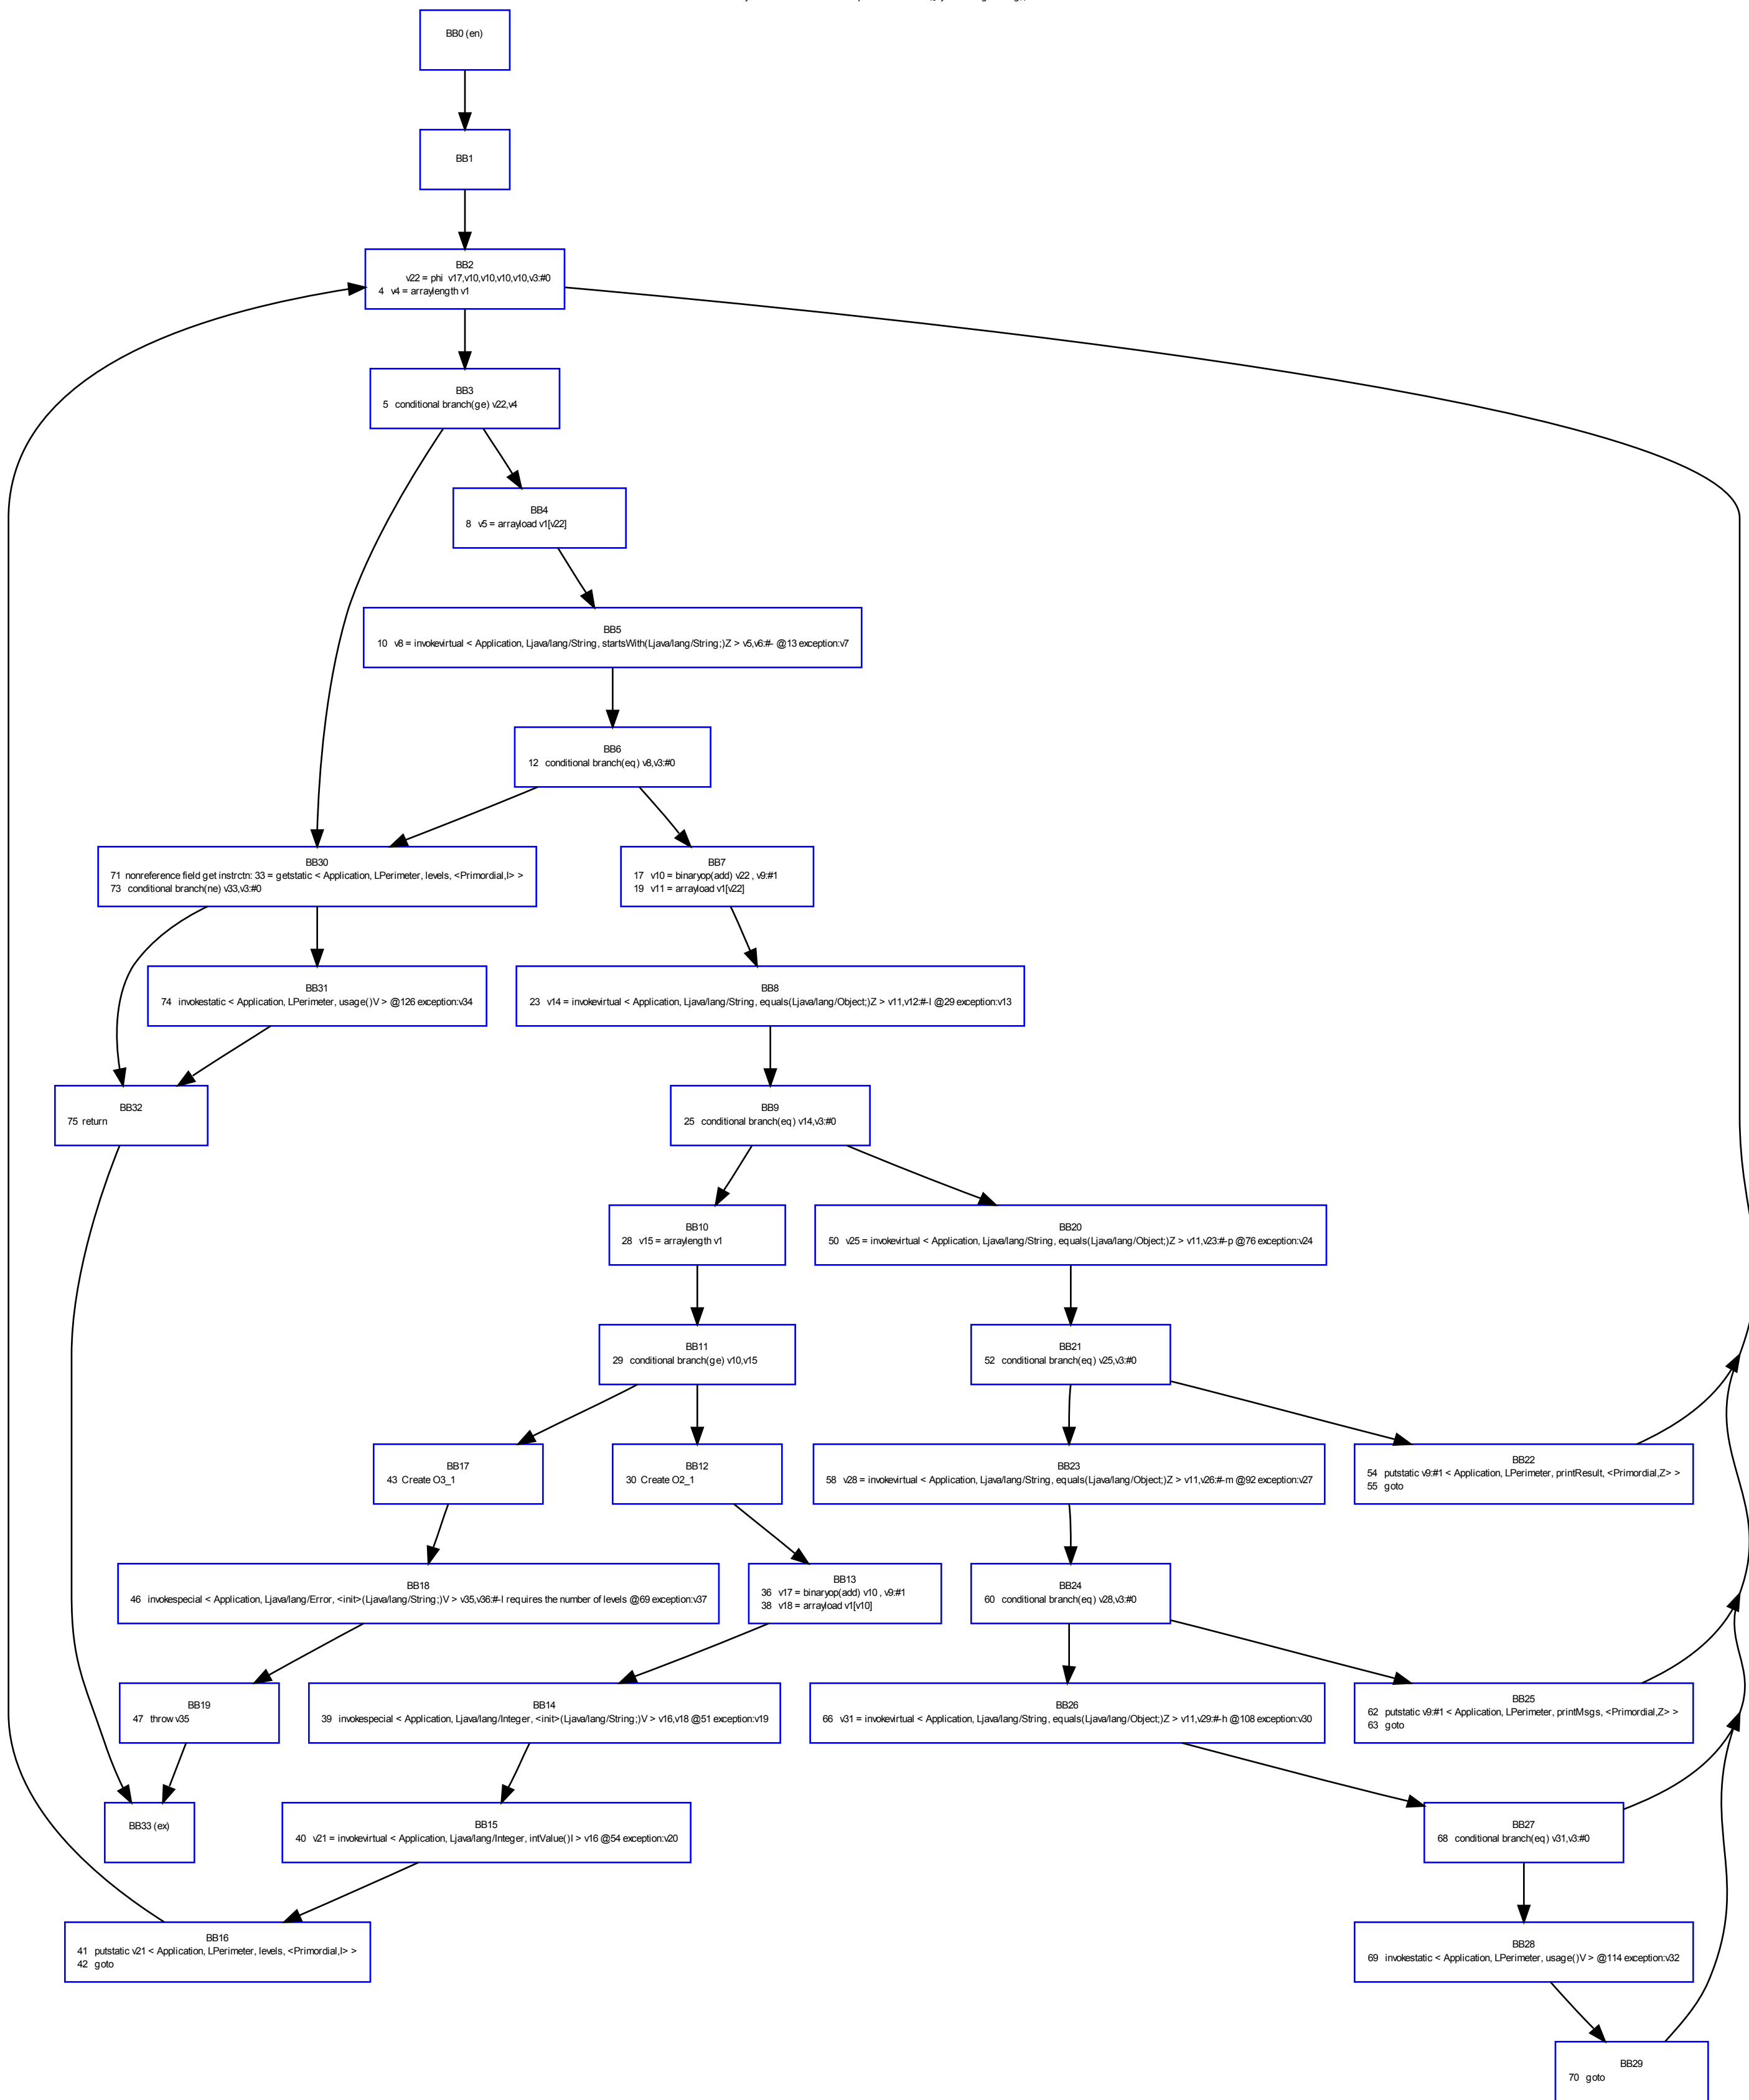 BB0 (en)
BB1
BB2
v22 = phi v17,v10,v10,v10,v10,v3:#0
4 v4 = arraylength v1
BB3
5 conditional branch(ge) v22,v4
BB4
8 v5 = arrayload v1[v22]
BB5
10 v8 = invokevirtual < Application, Ljava/lang/String, startsWith(Ljava/lang/String;)Z > v5,v6:#- @13 exception:v7
BB6
12 conditional branch(eq) v8,v3:#0
BB30
71 nonreference field get instrctn: 33 = getstatic < Application, LPerimeter, levels, <Primordial,I> >
73 conditional branch(ne) v33,v3:#0
BB7
17 v10 = binaryop(add) v22 , v9:#1
19 v11 = arrayload v1[v22]
BB31
74 invokestatic < Application, LPerimeter, usage()V > @126 exception:v34
BB8
23 v14 = invokevirtual < Application, Ljava/lang/String, equals(Ljava/lang/Object;)Z > v11,v12:#-l @29 exception:v13
BB32
75 return
BB9
25 conditional branch(eq) v14,v3:#0
BB10
28 v15 = arraylength v1
BB20
50 v25 = invokevirtual < Application, Ljava/lang/String, equals(Ljava/lang/Object;)Z > v11,v23:#-p @76 exception:v24
BB11
29 conditional branch(ge) v10,v15
BB21
52 conditional branch(eq) v25,v3:#0
BB17
43 Create O3_1
BB12
30 Create O2_1
BB23
58 v28 = invokevirtual < Application, Ljava/lang/String, equals(Ljava/lang/Object;)Z > v11,v26:#-m @92 exception:v27
BB22
54 putstatic v9:#1 < Application, LPerimeter, printResult, <Primordial,Z> >
55 goto
BB18
46 invokespecial < Application, Ljava/lang/Error, <init>(Ljava/lang/String;)V > v35,v36:#-l requires the number of levels @69 exception:v37
BB13
36 v17 = binaryop(add) v10 , v9:#1
38 v18 = arrayload v1[v10]
BB24
60 conditional branch(eq) v28,v3:#0
BB19
47 throw v35
BB14
39 invokespecial < Application, Ljava/lang/Integer, <init>(Ljava/lang/String;)V > v16,v18 @51 exception:v19
BB26
66 v31 = invokevirtual < Application, Ljava/lang/String, equals(Ljava/lang/Object;)Z > v11,v29:#-h @108 exception:v30
BB25
62 putstatic v9:#1 < Application, LPerimeter, printMsgs, <Primordial,Z> >
63 goto
BB33 (ex)
BB15
40 v21 = invokevirtual < Application, Ljava/lang/Integer, intValue()I > v16 @54 exception:v20
BB27
68 conditional branch(eq) v31,v3:#0
BB16
41 putstatic v21 < Application, LPerimeter, levels, <Primordial,I> >
42 goto
BB28
69 invokestatic < Application, LPerimeter, usage()V > @114 exception:v32
BB29
70 goto